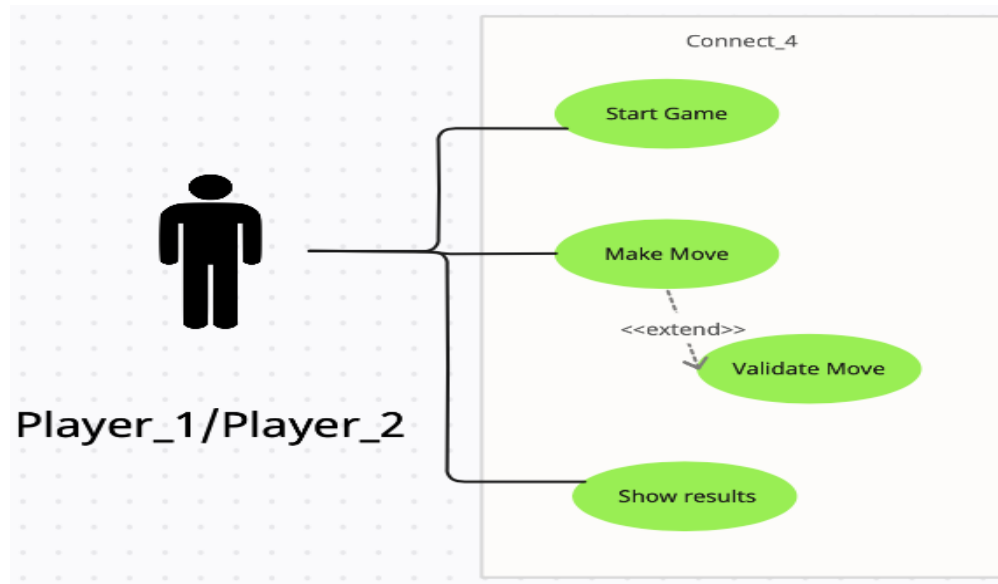 Connect_4
Start Game
Make Move
<<extend>>
Validate Move
Player_1/Player_2
Show results